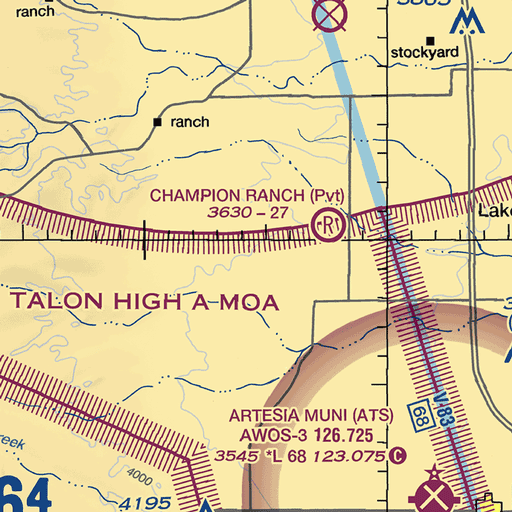 ranch
stockyard
ranch
CHAMPION RANCH (Pvt)
3630 – 27
R
Lake
TALON HIGH A MOA
ARTESIA MUNI (ATS)
AWOS-3 126.725
3545 *L 68 123.075 C
V-83
68
4000
64
4195